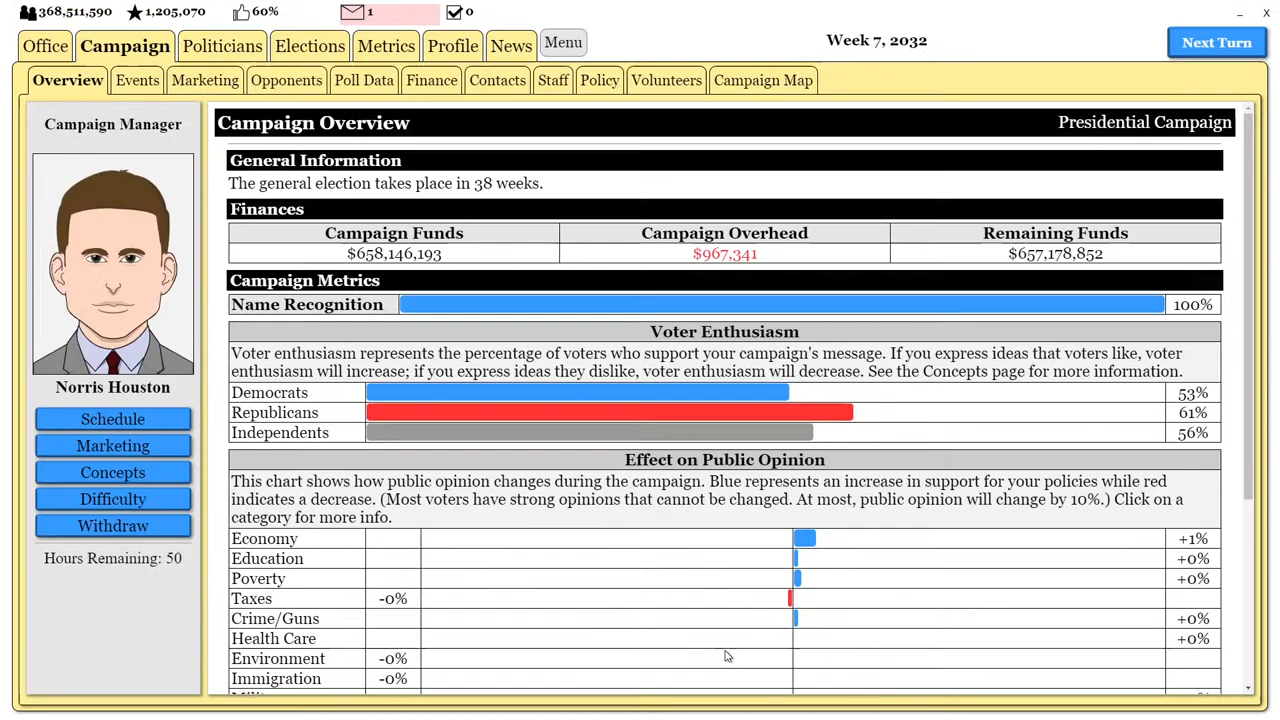 368,511,590 1,205,070 60% 1 0
Office Campaign Politicians Elections Metrics Profile News Menu Week 7, 2032 Next Turn
Overview Events Marketing Opponents Poll Data Finance Contacts Staff Policy Volunteers Campaign Map
Campaign Manager
Norris Houston
Schedule
Marketing
Concepts
Difficulty
Withdraw
Hours Remaining: 50
Campaign Overview Presidential Campaign
General Information
The general election takes place in 38 weeks.
Finances
Campaign Funds Campaign Overhead Remaining Funds
$658,146,193 $967,341 $657,178,852
Campaign Metrics
Name Recognition 100%
Voter Enthusiasm
Voter enthusiasm represents the percentage of voters who support your campaign's message. If you express ideas that voters like, voter
enthusiasm will increase; if you express ideas they dislike, voter enthusiasm will decrease. See the Concepts page for more information.
Democrats 53%
Republicans 61%
Independents 56%
Effect on Public Opinion
This chart shows how public opinion changes during the campaign. Blue represents an increase in support for your policies while red
indicates a decrease. (Most voters have strong opinions that cannot be changed. At most, public opinion will change by 10%.) Click on a
category for more info.
Economy +1%
Education +0%
Poverty +0%
Taxes -0%
Crime/Guns +0%
Health Care +0%
Environment -0%
Immigration -0%